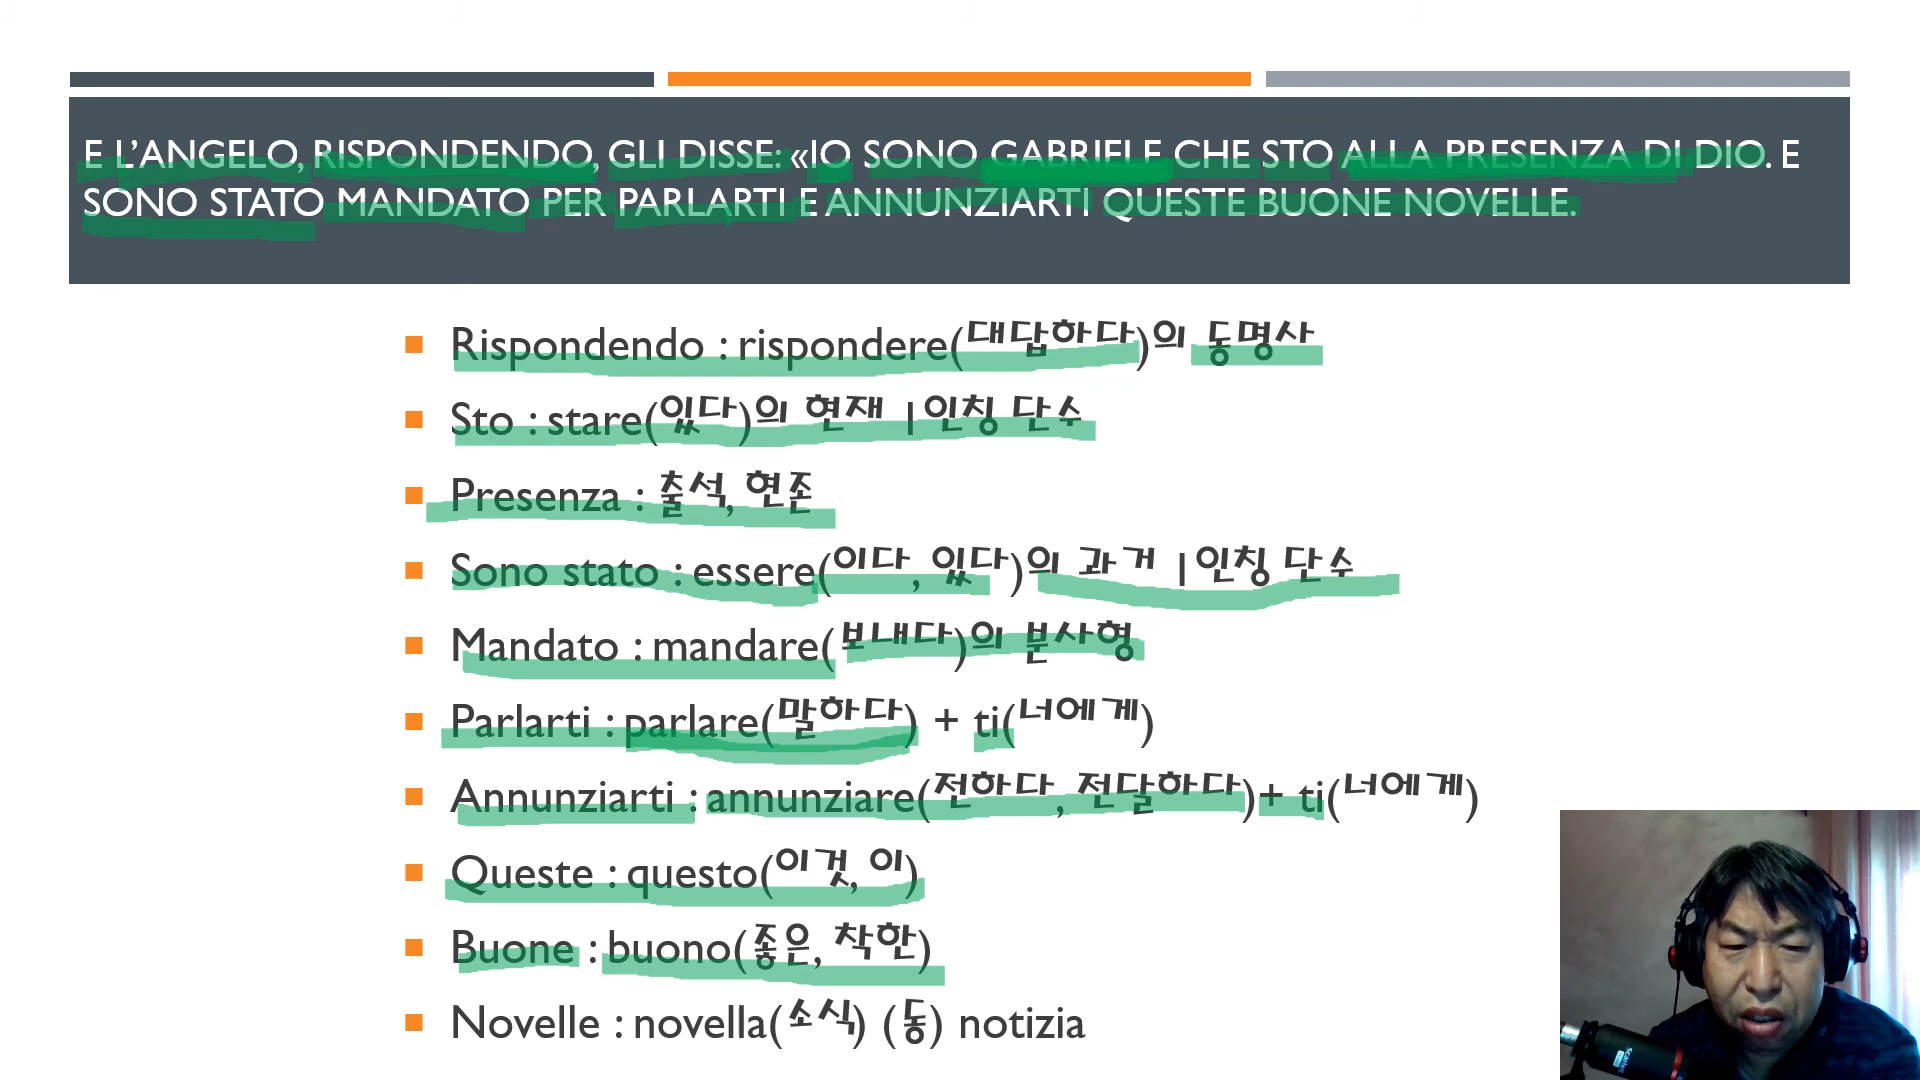 E L’ANGELO, RISPONDENDO, GLI DISSE: «IO SONO GABRIELE CHE STO ALLA PRESENZA DI DIO. E
SONO STATO MANDATO PER PARLARTI E ANNUNZIARTI QUESTE BUONE NOVELLE.
Rispondendo : rispondere(대답하다)의 동명사
Sto : stare(있다)의 현재 1인칭 단수
Presenza : 출석, 현존
Sono stato : essere(이다, 있다)의 과거 1인칭 단수
Mandato : mandare(보내다)의 분사형
Parlarti : parlare(말하다) + ti(너에게)
Annunziarti : annunziare(전하다, 전달하다)+ ti(너에게)
Queste : questo(이것, 이)
Buone : buono(좋은, 착한)
Novelle : novella(소식) (동) notizia